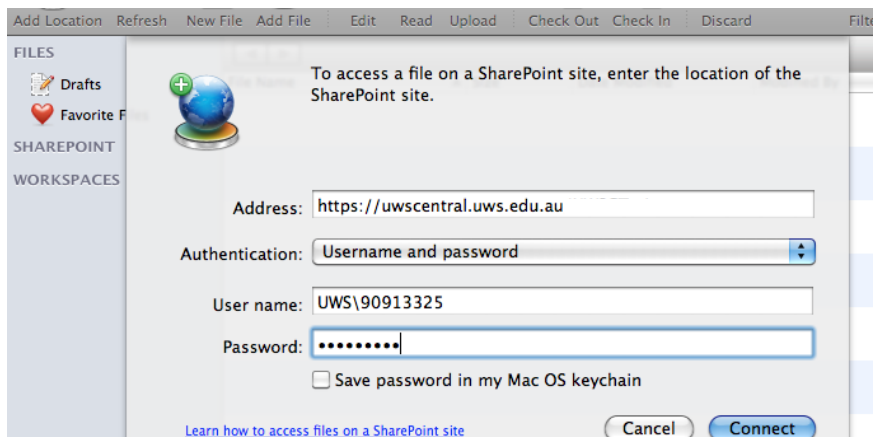 Add Location Refresh New File Add File Edit Read Upload Check Out Check In Discard
FILES
Drafts
Favorite F
SHAREPOINT
WORKSPACES
To access a file on a SharePoint site, enter the location of the
SharePoint site.
Address: https://uwscentral.uws.edu.au
Authentication: Username and password
User name: UWS\90913325
Password: •••••••••
Save password in my Mac OS keychain
Learn how to access files on a SharePoint site
Cancel Connect